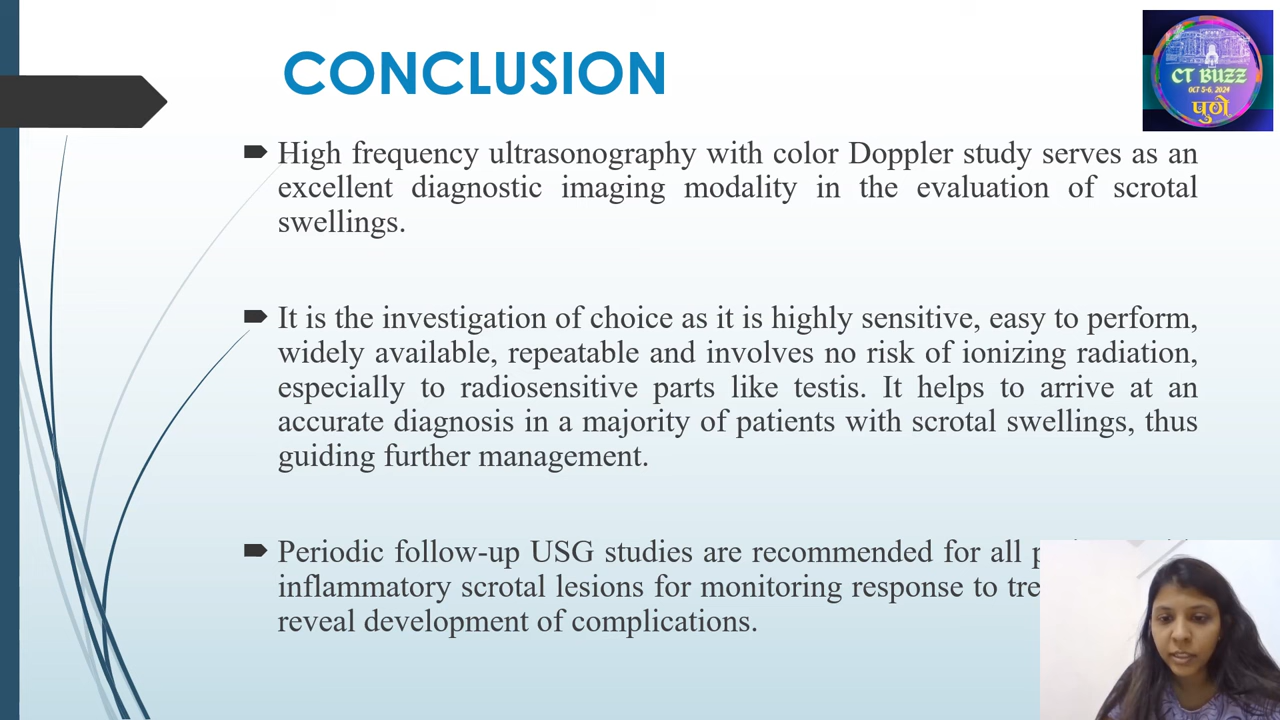 CONCLUSION
CT BUZZ
OCT 5-6, 2024
पुणे
High frequency ultrasonography with color Doppler study serves as an
excellent diagnostic imaging modality in the evaluation of scrotal
swellings.
It is the investigation of choice as it is highly sensitive, easy to perform,
widely available, repeatable and involves no risk of ionizing radiation,
especially to radiosensitive parts like testis. It helps to arrive at an
accurate diagnosis in a majority of patients with scrotal swellings, thus
guiding further management.
Periodic follow-up USG studies are recommended for all
inflammatory scrotal lesions for monitoring response to
reveal development of complications.